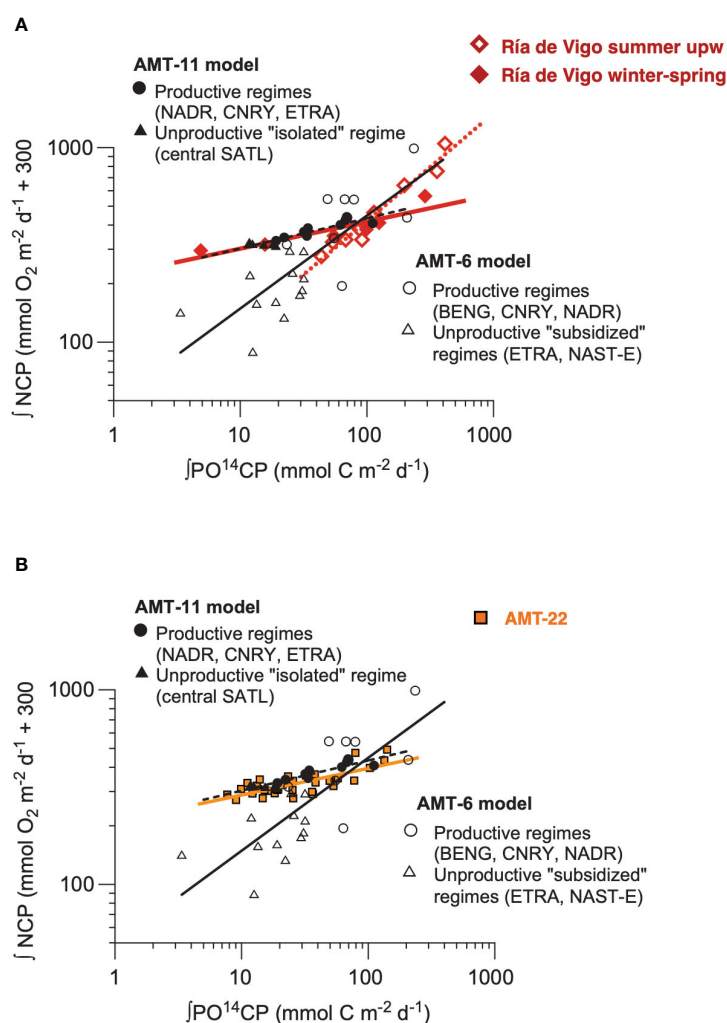 A
Ría de Vigo summer upw
Ría de Vigo winter-spring
AMT-11 model
Productive regimes
(NADR, CNRY, ETRA)
Unproductive "isolated" regime
(central SATL)
1000
100
∫ NCP (mmol O₂ m⁻² d⁻¹ + 300
AMT-6 model
Productive regimes
(BENG, CNRY, NADR)
Unproductive "subsidized"
regimes (ETRA, NAST-E)
1 10 100 1000
∫PO¹⁴CP (mmol C m⁻² d⁻¹)
B
AMT-11 model
AMT-22
Productive regimes
(NADR, CNRY, ETRA)
Unproductive "isolated" regime
(central SATL)
1000
100
∫ NCP (mmol O₂ m⁻² d⁻¹ + 300
AMT-6 model
Productive regimes
(BENG, CNRY, NADR)
Unproductive "subsidized"
regimes (ETRA, NAST-E)
1 10 100 1000
∫PO¹⁴CP (mmol C m⁻² d⁻¹)